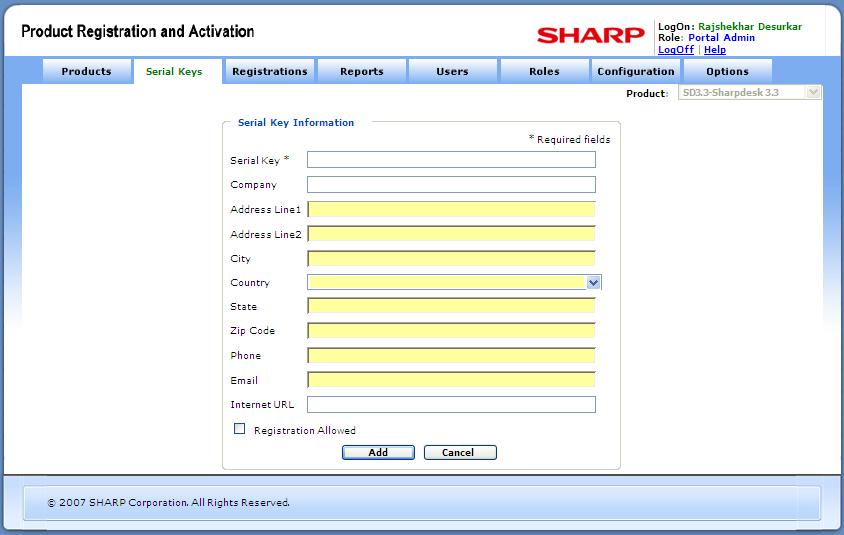 Product Registration and Activation
SHARP
LogOn: Rajshekhar Desurkar
Role: Portal Admin
LogOff | Help
Products Serial Keys Registrations Reports Users Roles Configuration Options
Product: SD3.3-Sharpdesk 3.3
Serial Key Information
* Required fields
Serial Key *
Company
Address Line1
Address Line2
City
Country
State
Zip Code
Phone
Email
Internet URL
Registration Allowed
Add Cancel
© 2007 SHARP Corporation. All Rights Reserved.